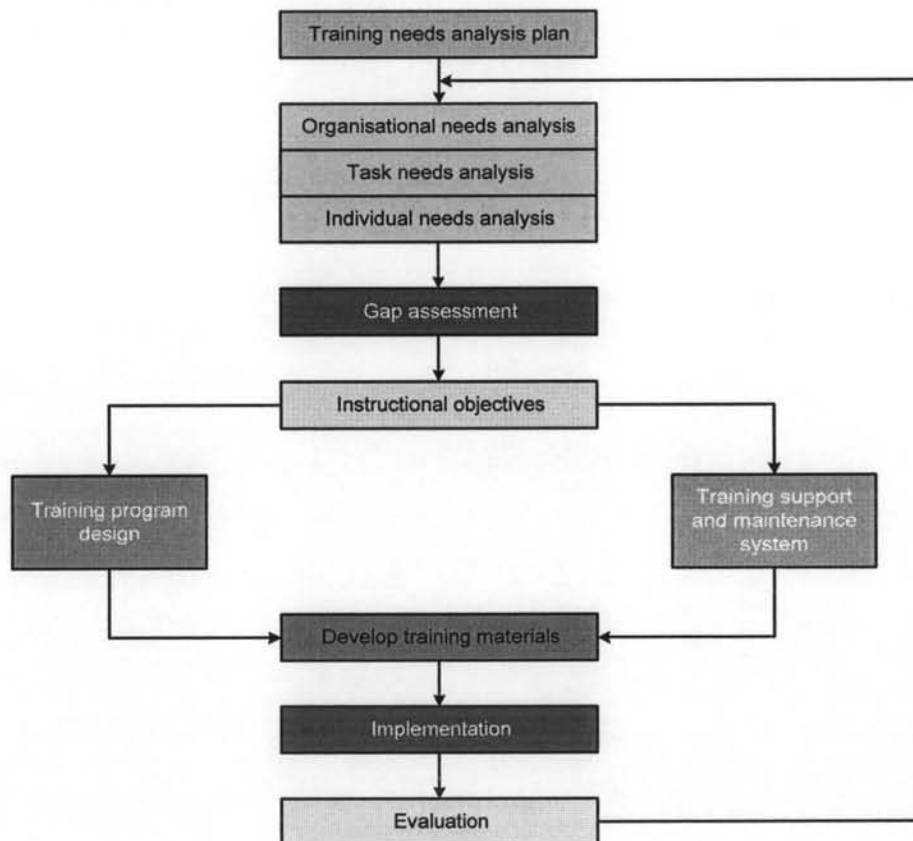 Training needs analysis plan
Organisational needs analysis
Task needs analysis
Individual needs analysis
Gap assessment
Instructional objectives
Training program
design
Training support
and maintenance
system
Develop training materials
Implementation
Evaluation